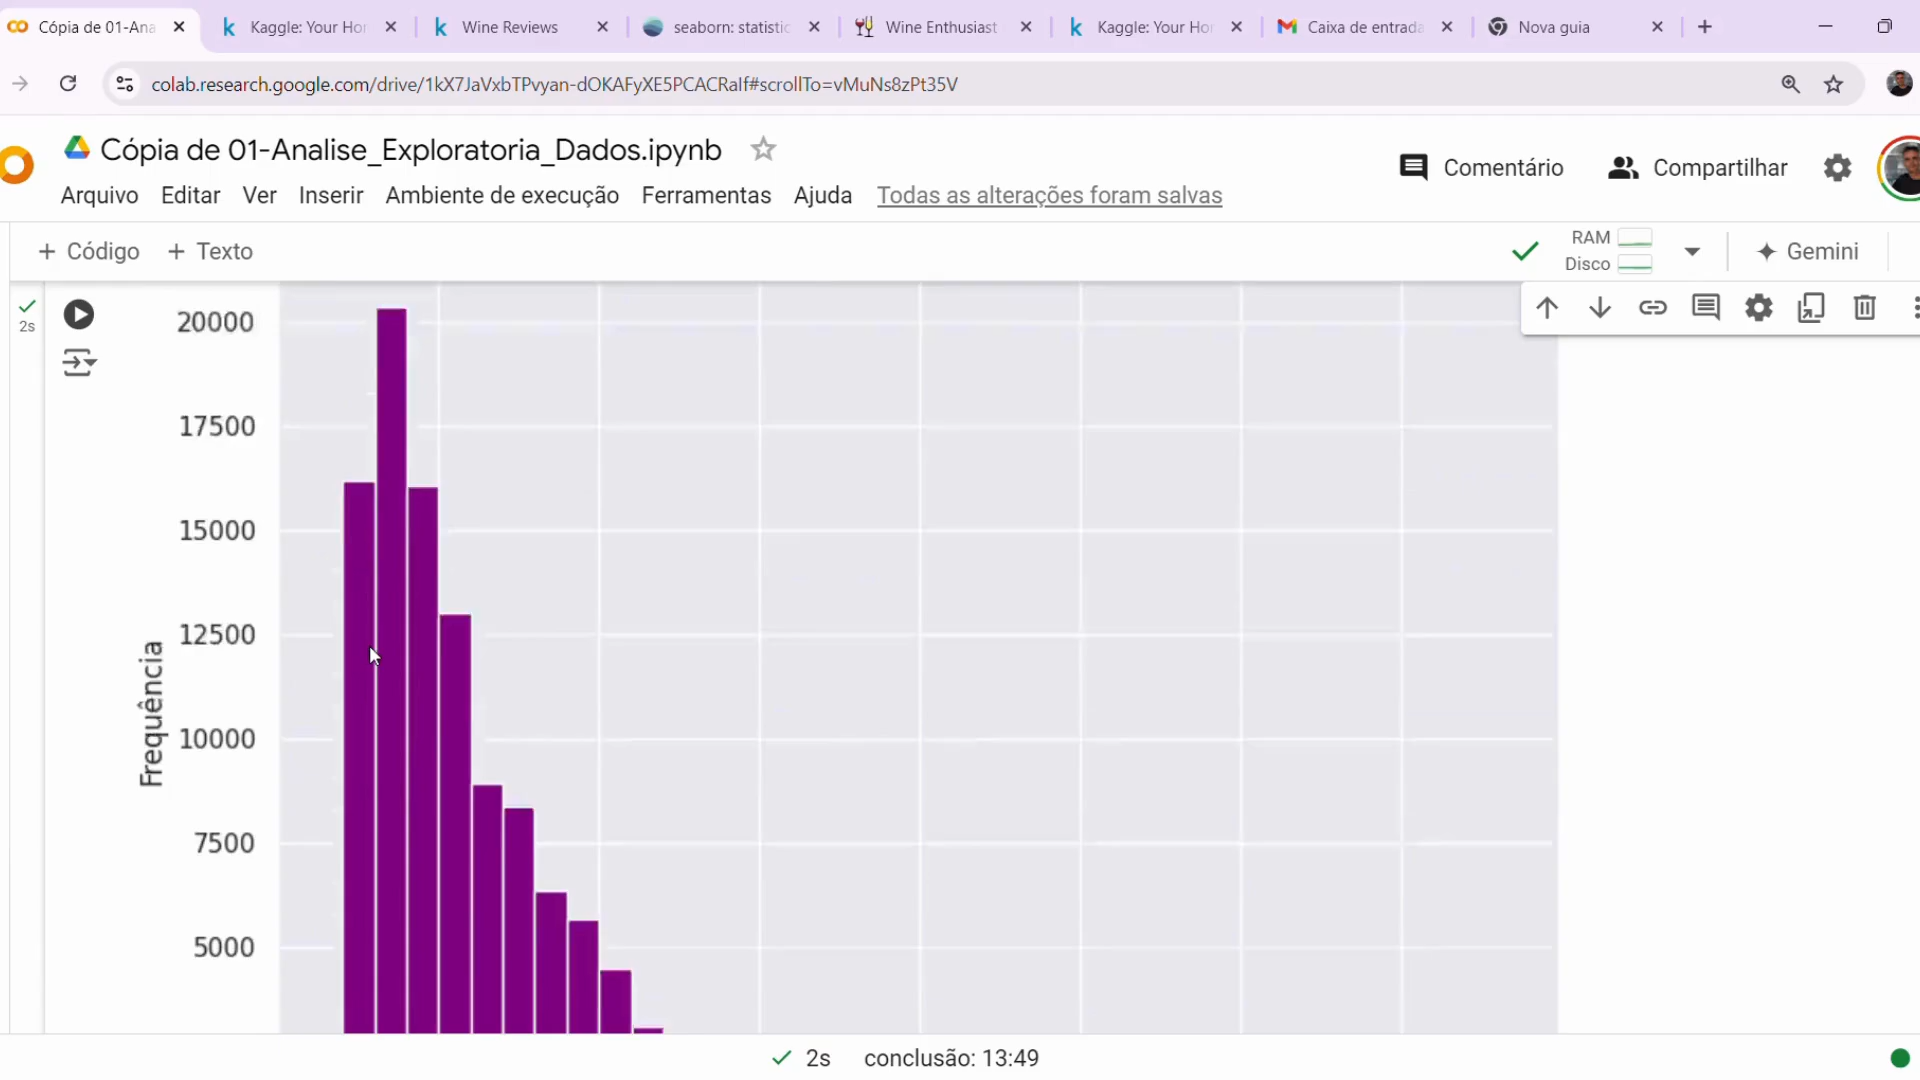 Cópia de 01-Ana
Kaggle: Your Ho
Wine Reviews
seaborn: statistic
Wine Enthusiast
Kaggle: Your Ho
Caixa de entrada
Nova guia
colab.research.google.com/drive/1kX7JaVxbTPvyan-dOKAFyXE5PCACRaIf#scrollTo=vMuNs8zPt35V
Cópia de 01-Analise_Exploratoria_Dados.ipynb
Comentário
Compartilhar
Arquivo Editar Ver Inserir Ambiente de execução Ferramentas Ajuda Todas as alterações foram salvas
+ Código + Texto
RAM
Disco
Gemini
2s
20000
17500
15000
12500
10000
7500
5000
Frequência
2s conclusão: 13:49